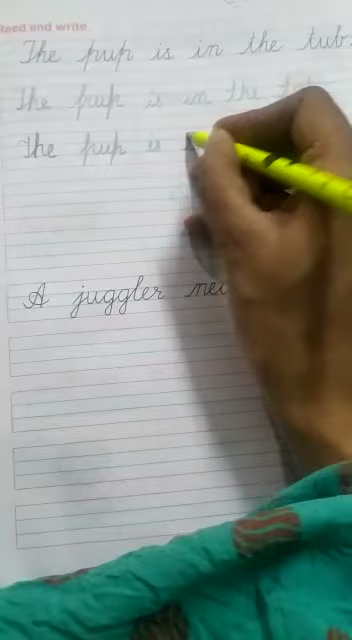 Read and write
The pup is in the tub.
The pup is in the
The pup is
A juggler